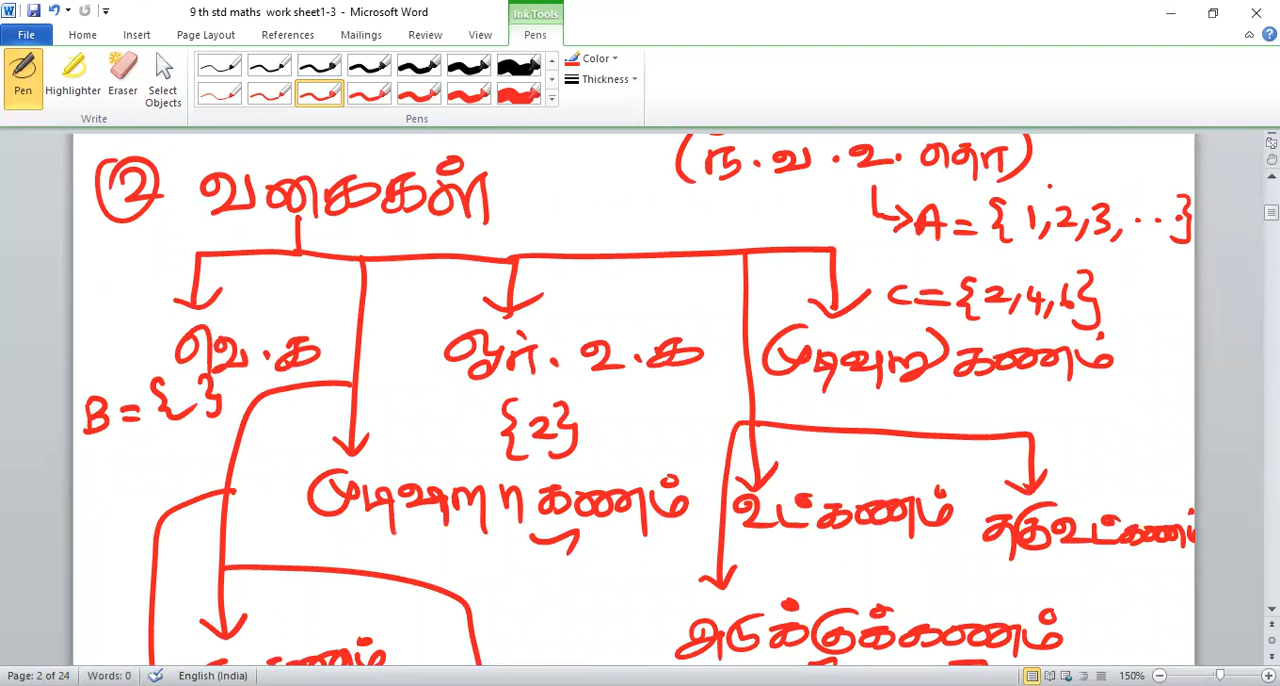 9 th std maths  work sheet1-3 - Microsoft Word
Ink Tools
File Home Insert Page Layout References Mailings Review View Pens
Pen Highlighter Eraser Select Objects
Color
Thickness
Write Pens
(ந.வ.உ.எதா)
② வகைகள்
A = {1,2,3, ...}
C = {2,4,6}
வெ.க ஓர்.உ.க (முடிவுறு) கணம்
B = { }
{2}
முடிவுறா கணம் உட்கணம் தகுஉட்கணம்
அடுக்குக்கணம்
Page: 2 of 24 Words: 0 English (India) 150%